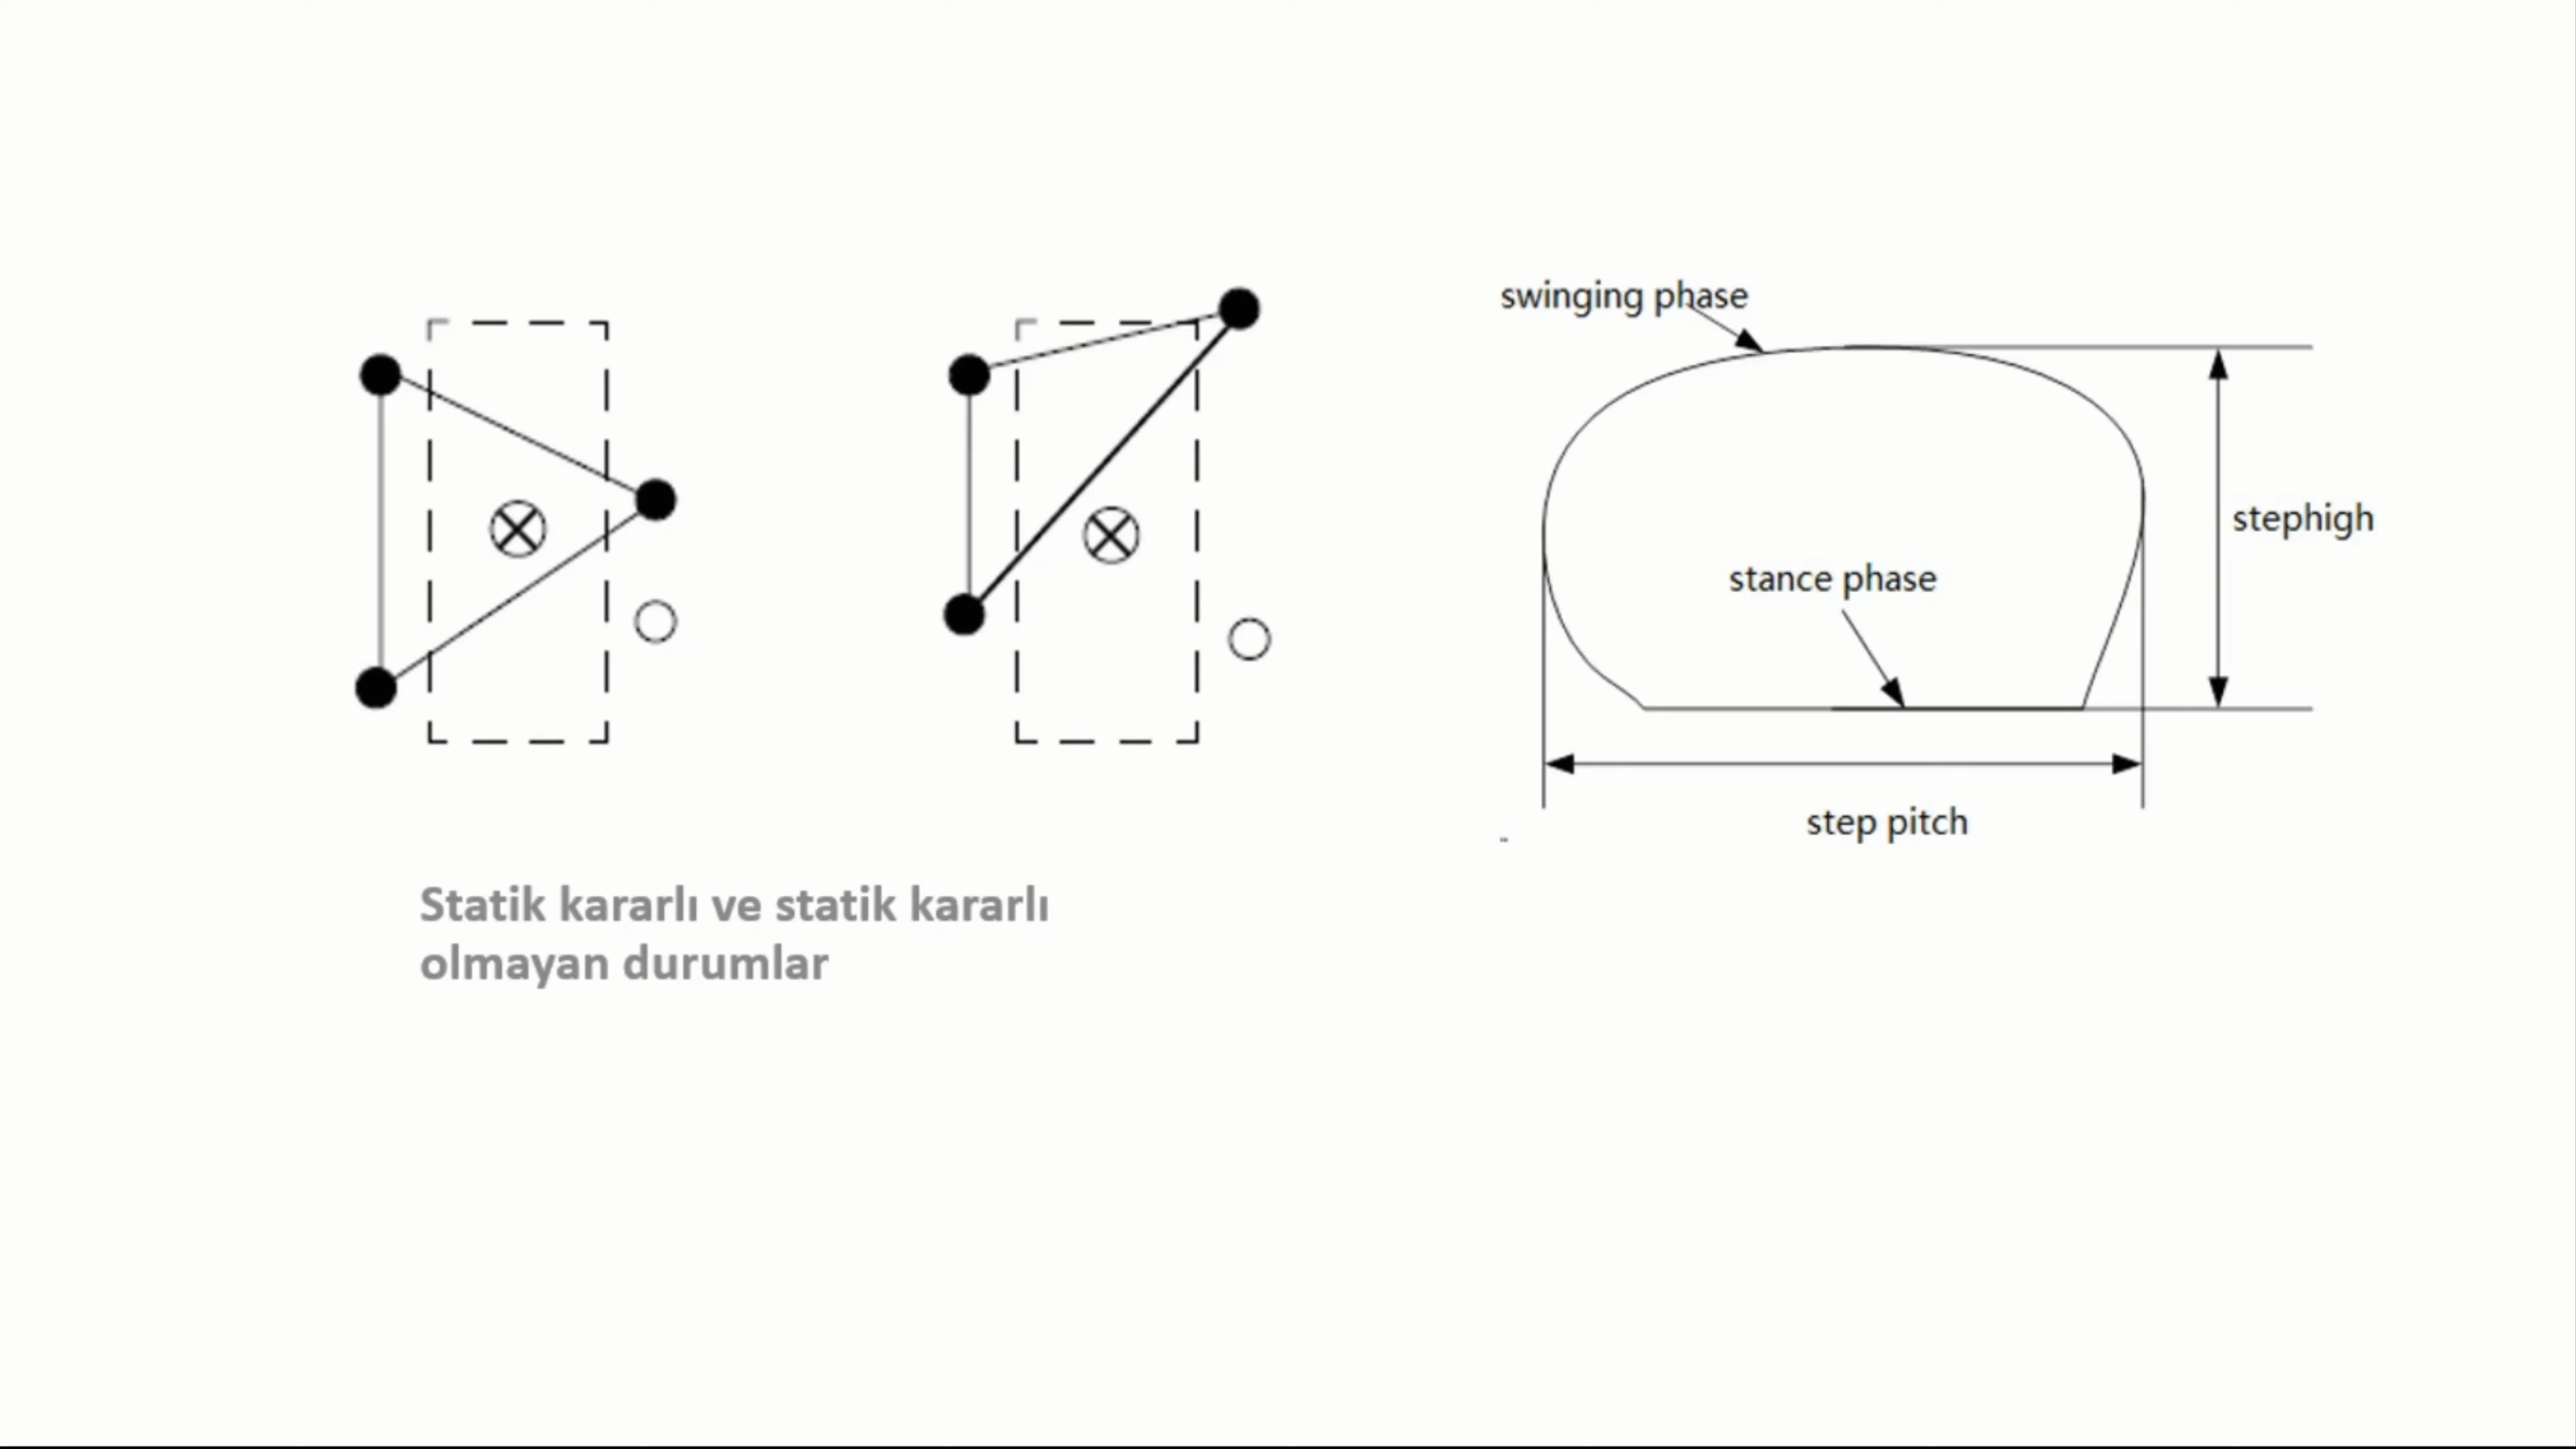 swinging phase
stephigh
stance phase
step pitch
Statik kararlı ve statik kararlı
olmayan durumlar